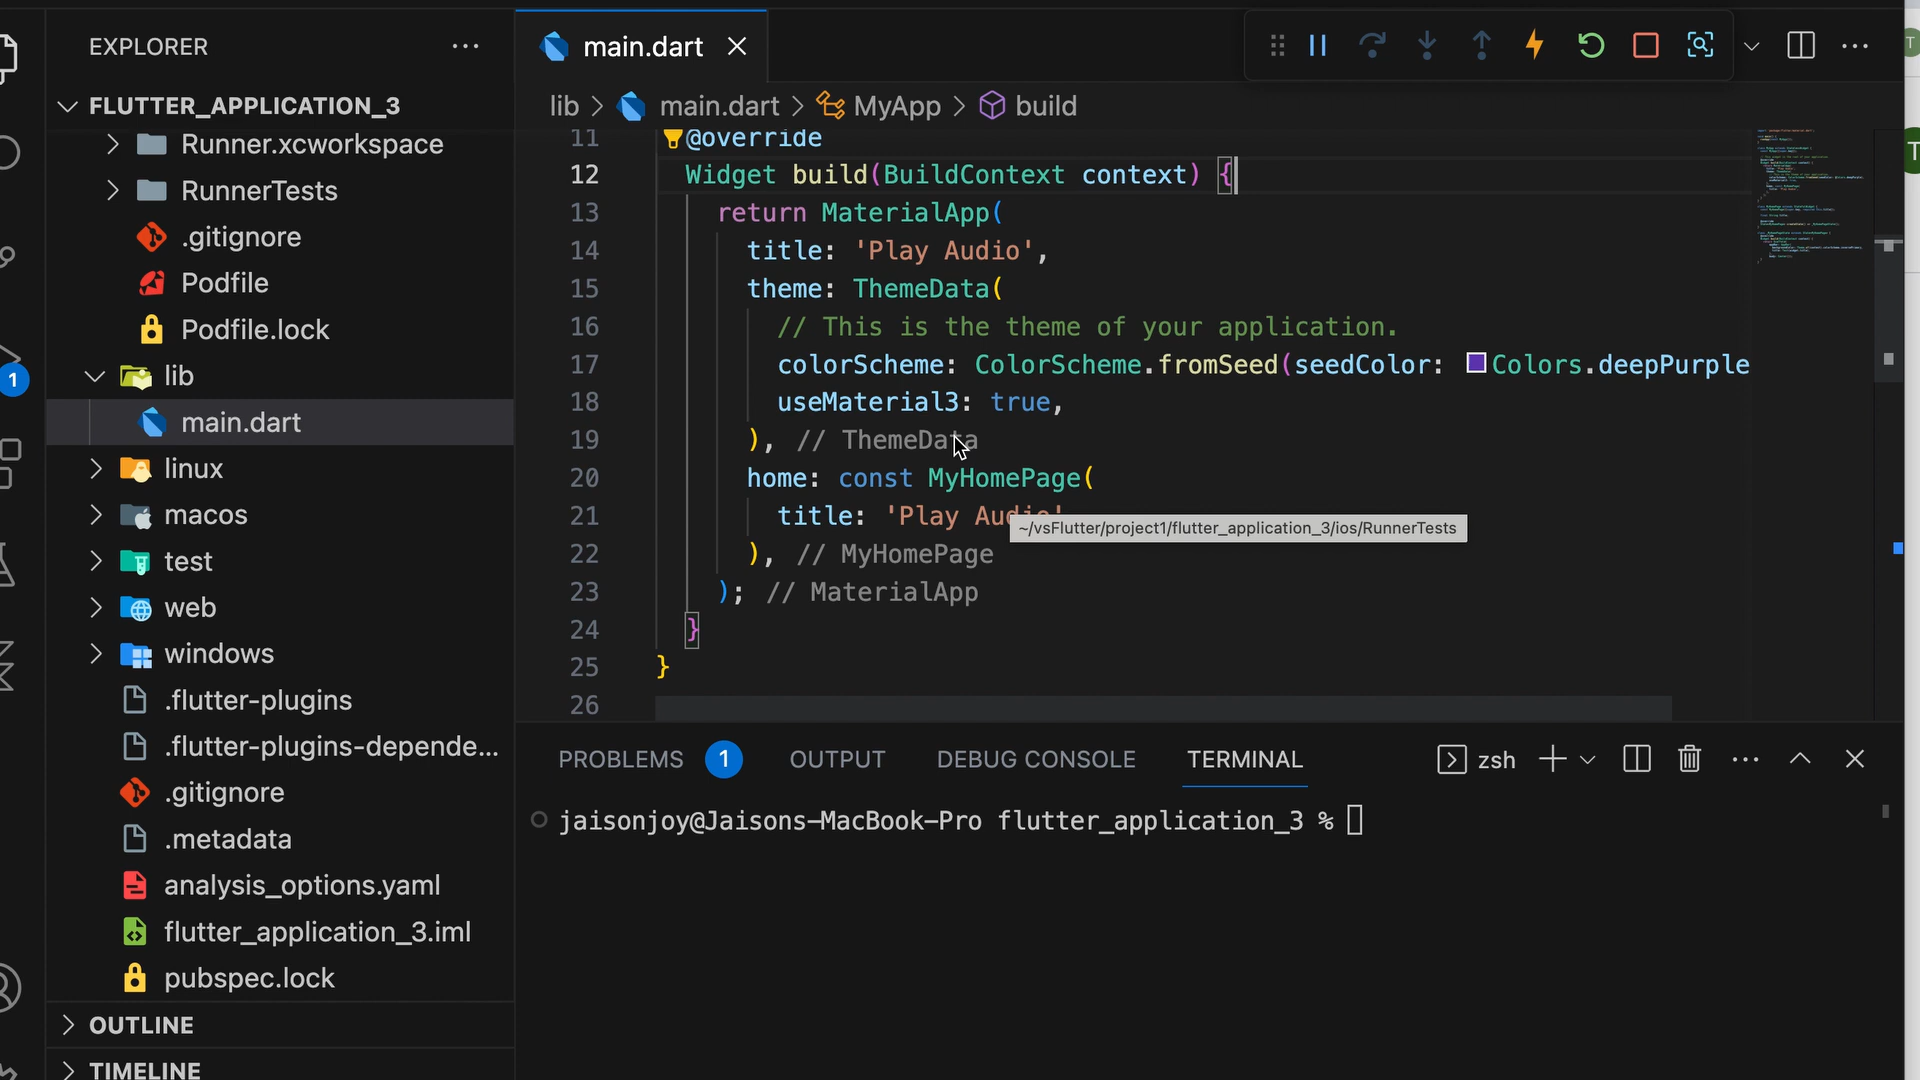 EXPLORER
FLUTTER_APPLICATION_3
Runner.xcworkspace
RunnerTests
.gitignore
Podfile
Podfile.lock
lib
main.dart
linux
macos
test
web
windows
.flutter-plugins
.flutter-plugins-depende...
.gitignore
.metadata
analysis_options.yaml
flutter_application_3.iml
pubspec.lock
OUTLINE
TIMELINE
1
main.dart
lib > main.dart > MyApp > build
11 @override
12 Widget build(BuildContext context) {
13 return MaterialApp(
14 title: 'Play Audio',
15 theme: ThemeData(
16 // This is the theme of your application.
17 colorScheme: ColorScheme.fromSeed(seedColor: Colors.deepPurple
18 useMaterial3: true,
19 ), // ThemeData
20 home: const MyHomePage(
21 title: 'Play Audio'
~/vsFlutter/project1/flutter_application_3/ios/RunnerTests
22 ), // MyHomePage
23 ); // MaterialApp
24 }
25 }
26
PROBLEMS 1 OUTPUT DEBUG CONSOLE TERMINAL zsh
jaisonjoy@Jaisons-MacBook-Pro flutter_application_3 %
T
T